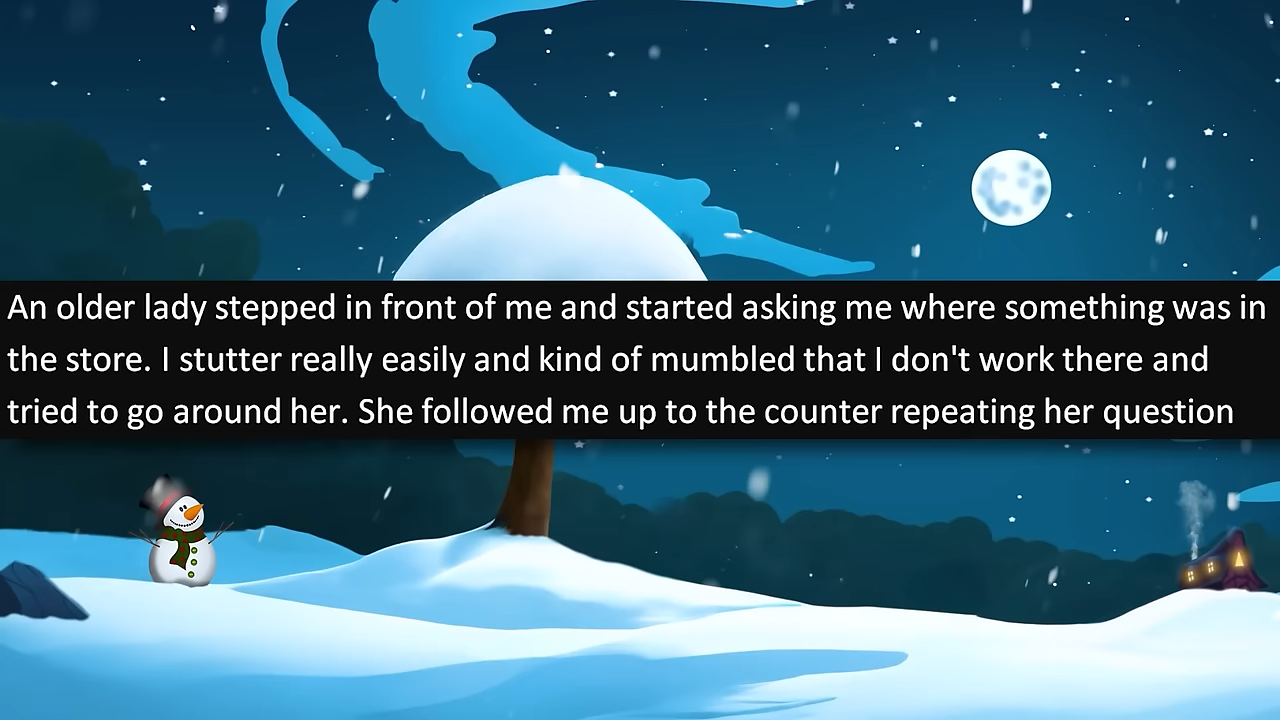 An older lady stepped in front of me and started asking me where something was in
the store. I stutter really easily and kind of mumbled that I don't work there and
tried to go around her. She followed me up to the counter repeating her question